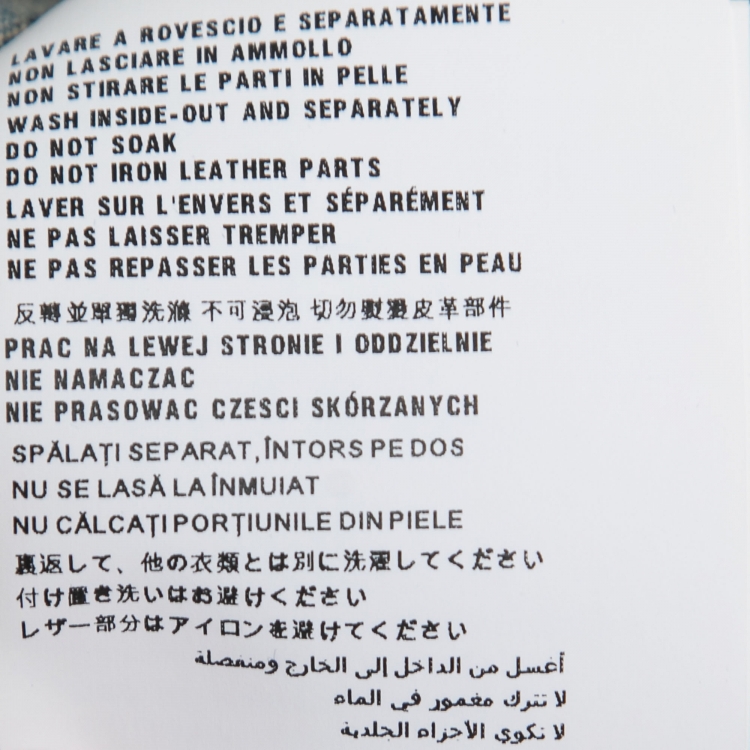 LAVARE A ROVESCIO E SEPARATAMENTE
NON LASCIARE IN AMMOLLO
NON STIRARE LE PARTI IN PELLE
WASH INSIDE-OUT AND SEPARATELY
DO NOT SOAK
DO NOT IRON LEATHER PARTS
LAVER SUR L'ENVERS ET SÉPARÉMENT
NE PAS LAISSER TREMPER
NE PAS REPASSER LES PARTIES EN PEAU
反轉並單獨洗滌 不可浸泡 切勿熨燙皮革部件
PRAC NA LEWEJ STRONIE I ODDZIELNIE
NIE NAMACZAC
NIE PRASOWAC CZESCI SKÓRZANYCH
SPĂLAȚI SEPARAT, ÎNTORS PE DOS
NU SE LASĂ LA ÎNMUIAT
NU CĂLCAȚI PORȚIUNILE DIN PIELE
裏返して、他の衣類とは別に洗濯してください
付け置き洗いはお避けください
レザー部分はアイロンを避けてください
أغسل من الداخل إلى الخارج ومنفصلة
لا تترك مغمور في الماء
لا تكوي الأجزاء الجلدية